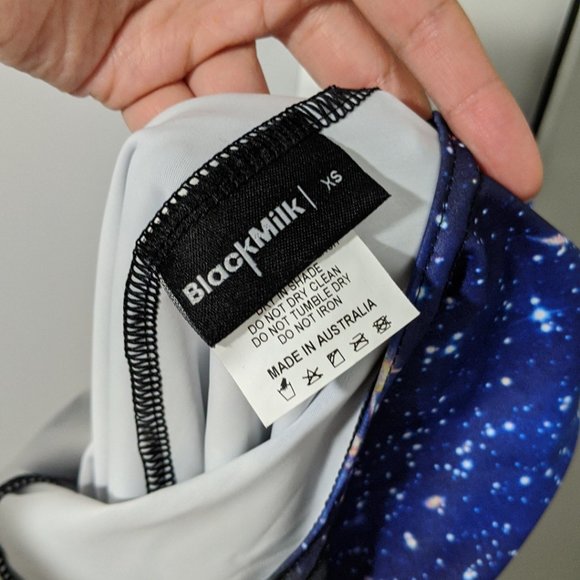 BlackMilk | XS
DRY IN SHADE
DO NOT DRY CLEAN
DO NOT TUMBLE DRY
DO NOT IRON
MADE IN AUSTRALIA